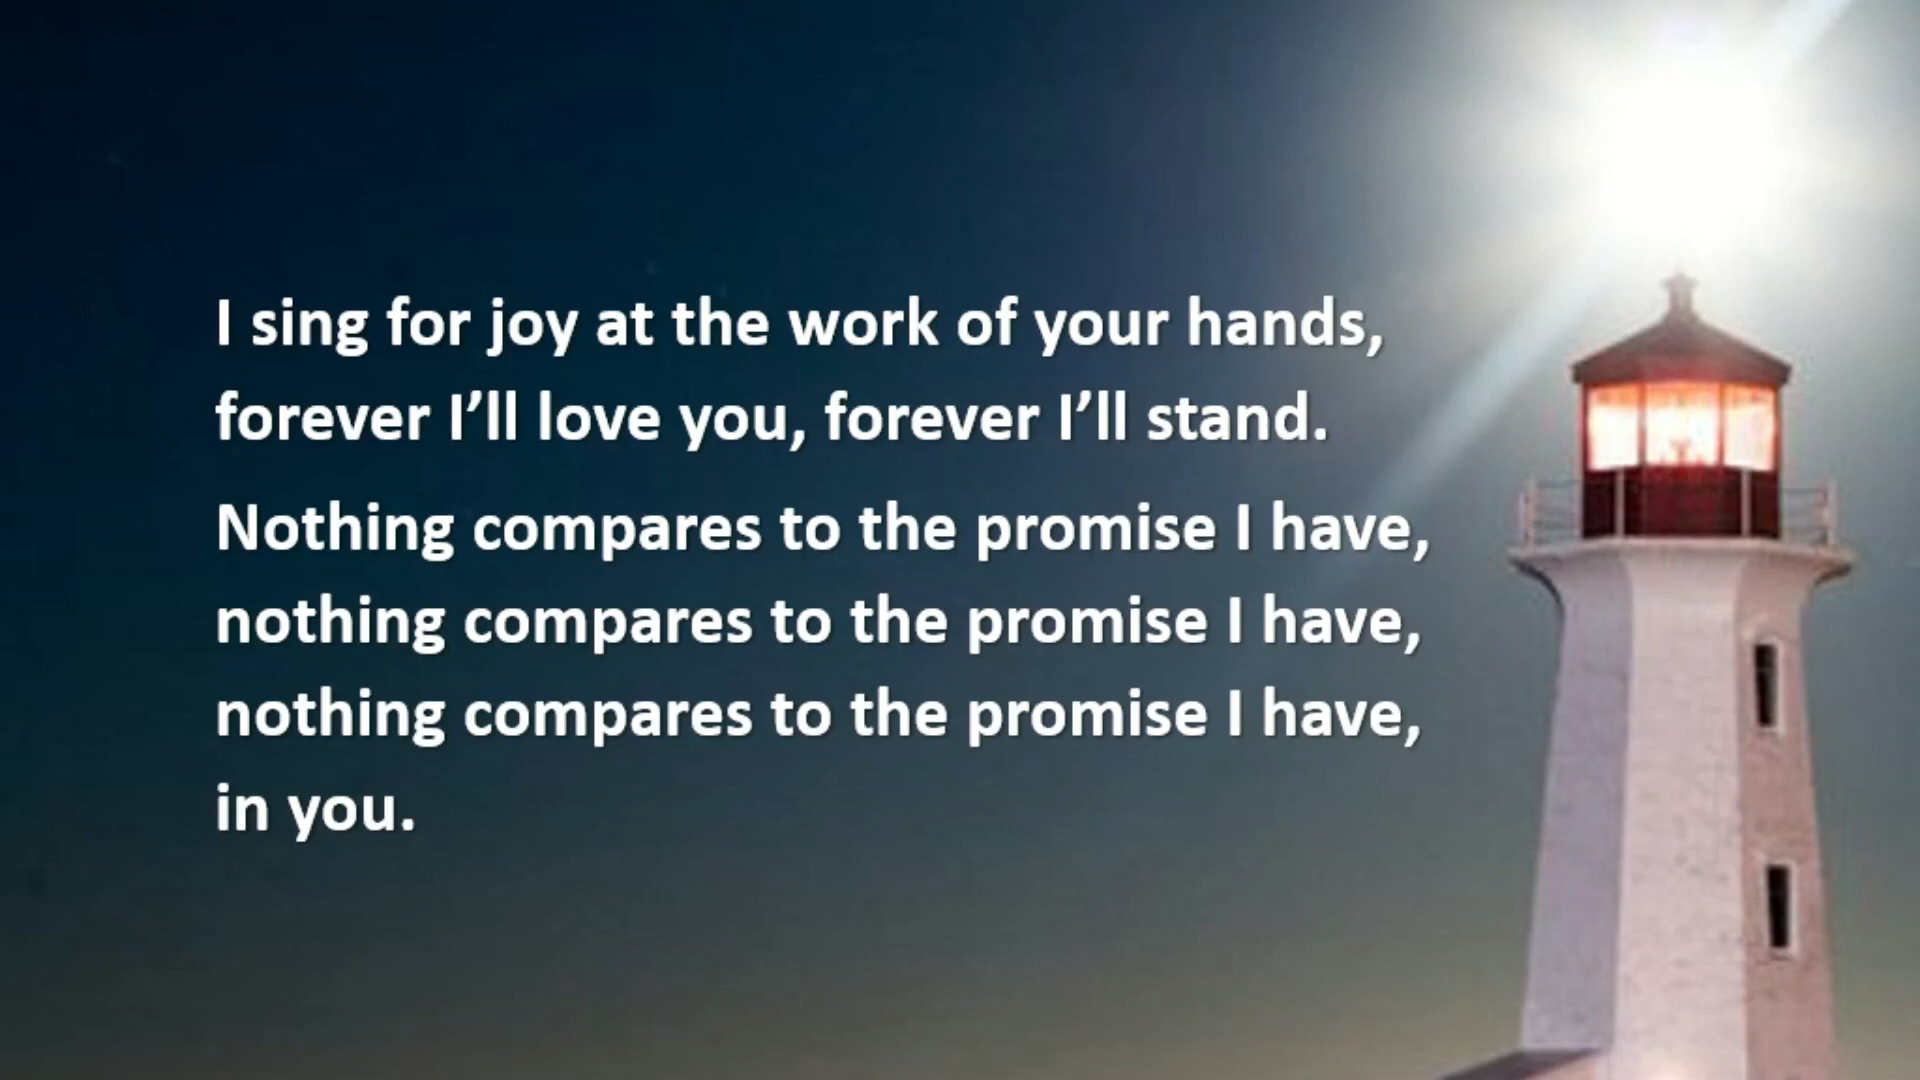 I sing for joy at the work of your hands,
forever I’ll love you, forever I’ll stand.
Nothing compares to the promise I have,
nothing compares to the promise I have,
nothing compares to the promise I have,
in you.